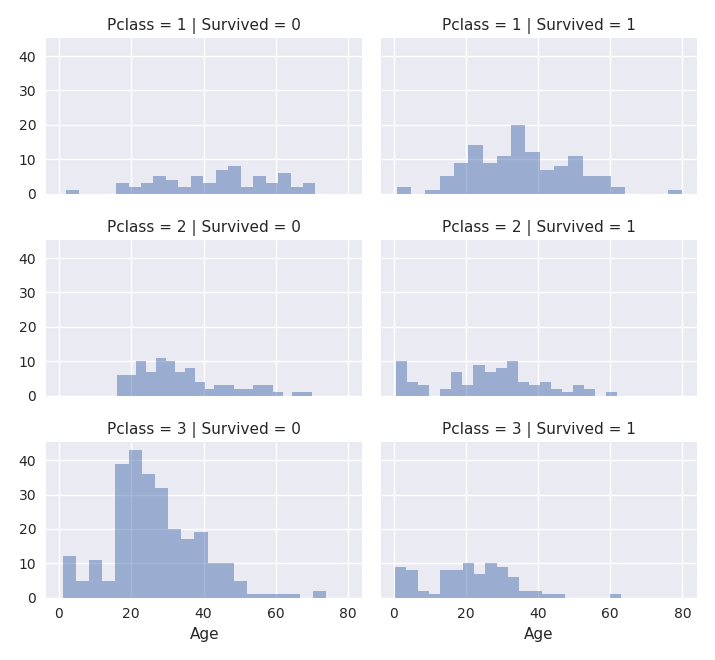 Pclass = 1 | Survived = 0
Pclass = 1 | Survived = 1
40
30
20
10
0
Pclass = 2 | Survived = 0
Pclass = 2 | Survived = 1
40
30
20
10
0
Pclass = 3 | Survived = 0
Pclass = 3 | Survived = 1
40
30
20
10
0
0 20 40 60 80
0 20 40 60 80
Age
Age